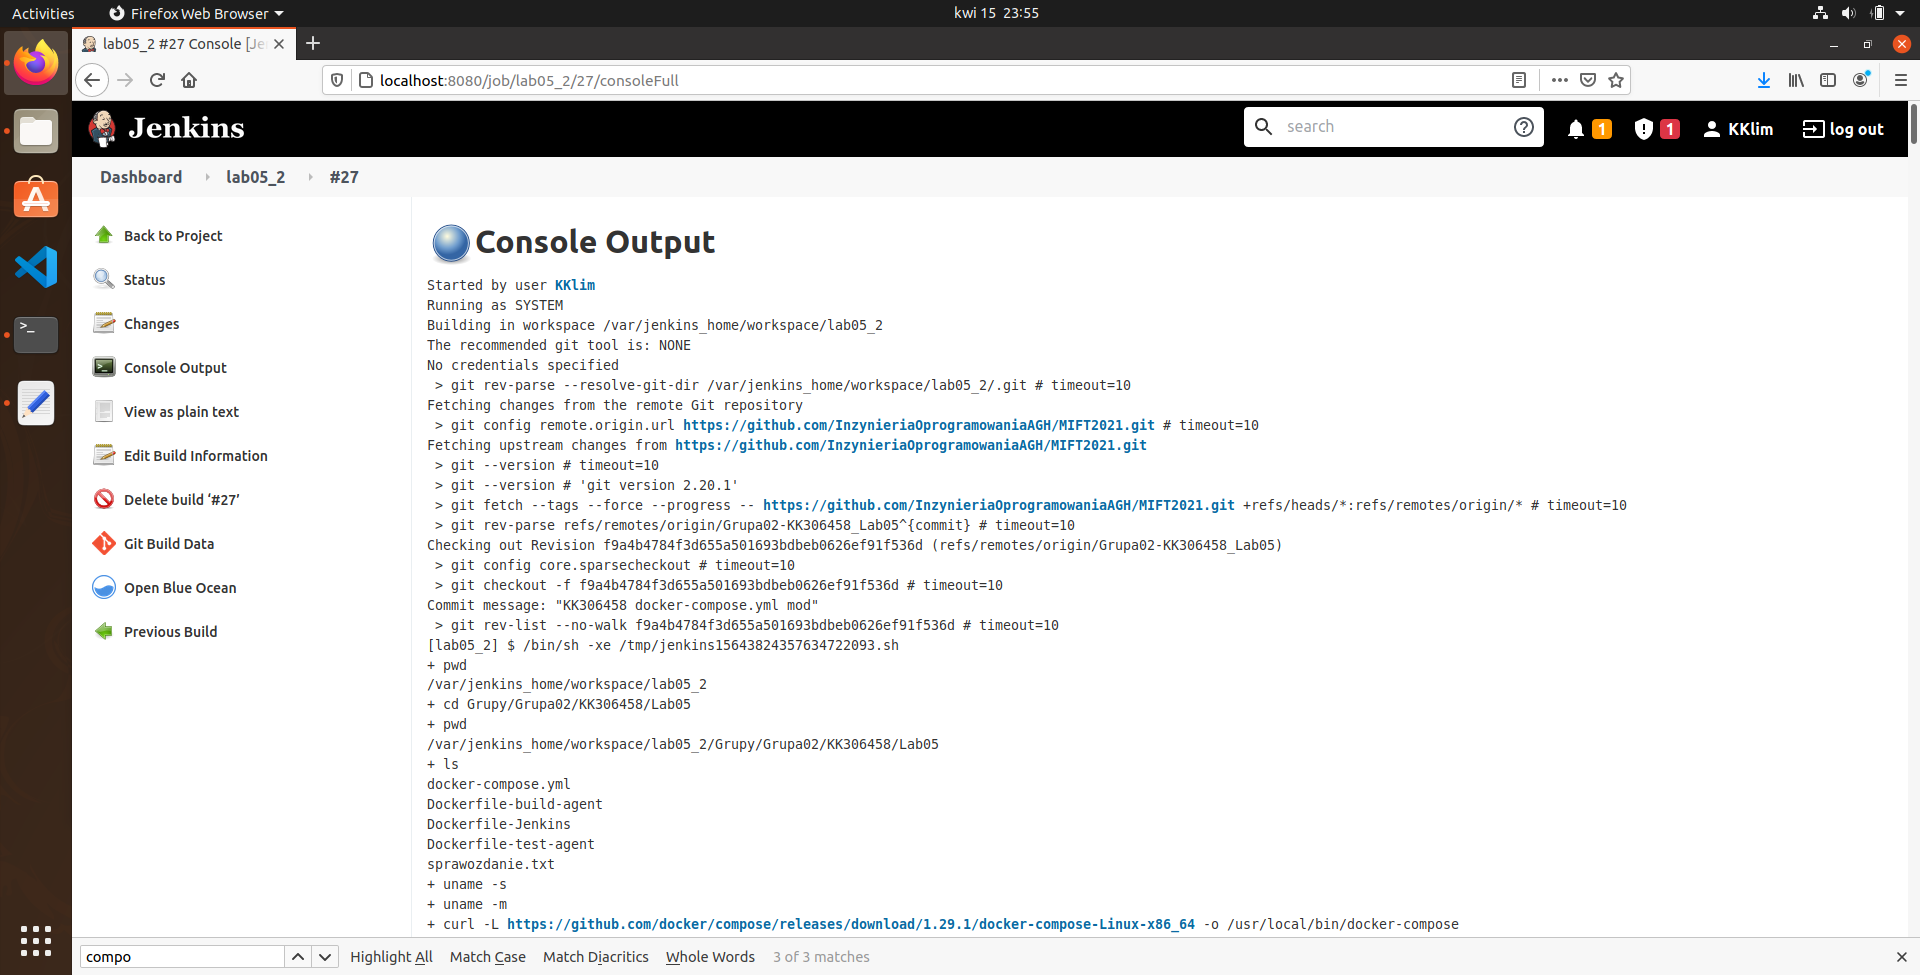 Activities
Firefox Web Browser
kwi 15 23:55
lab05_2 #27 Console [Je
localhost:8080/job/lab05_2/27/consoleFull
Jenkins
search
1
1
KKlim
log out
Dashboard
lab05_2
#27
Back to Project
Status
Changes
Console Output
View as plain text
Edit Build Information
Delete build ‘#27’
Git Build Data
Open Blue Ocean
Previous Build
Console Output
Started by user KKlim
Running as SYSTEM
Building in workspace /var/jenkins_home/workspace/lab05_2
The recommended git tool is: NONE
No credentials specified
> git rev-parse --resolve-git-dir /var/jenkins_home/workspace/lab05_2/.git # timeout=10
Fetching changes from the remote Git repository
> git config remote.origin.url https://github.com/InzynieriaOprogramowaniaAGH/MIFT2021.git # timeout=10
Fetching upstream changes from https://github.com/InzynieriaOprogramowaniaAGH/MIFT2021.git
> git --version # timeout=10
> git --version # 'git version 2.20.1'
> git fetch --tags --force --progress -- https://github.com/InzynieriaOprogramowaniaAGH/MIFT2021.git +refs/heads/*:refs/remotes/origin/* # timeout=10
> git rev-parse refs/remotes/origin/Grupa02-KK306458_Lab05^{commit} # timeout=10
Checking out Revision f9a4b4784f3d655a501693bdbeb0626ef91f536d (refs/remotes/origin/Grupa02-KK306458_Lab05)
> git config core.sparsecheckout # timeout=10
> git checkout -f f9a4b4784f3d655a501693bdbeb0626ef91f536d # timeout=10
Commit message: "KK306458 docker-compose.yml mod"
> git rev-list --no-walk f9a4b4784f3d655a501693bdbeb0626ef91f536d # timeout=10
[lab05_2] $ /bin/sh -xe /tmp/jenkins15643824357634722093.sh
+ pwd
/var/jenkins_home/workspace/lab05_2
+ cd Grupy/Grupa02/KK306458/Lab05
+ pwd
/var/jenkins_home/workspace/lab05_2/Grupy/Grupa02/KK306458/Lab05
+ ls
docker-compose.yml
Dockerfile-build-agent
Dockerfile-Jenkins
Dockerfile-test-agent
sprawozdanie.txt
+ uname -s
+ uname -m
+ curl -L https://github.com/docker/compose/releases/download/1.29.1/docker-compose-Linux-x86_64 -o /usr/local/bin/docker-compose
compo
Highlight All
Match Case
Match Diacritics
Whole Words
3 of 3 matches